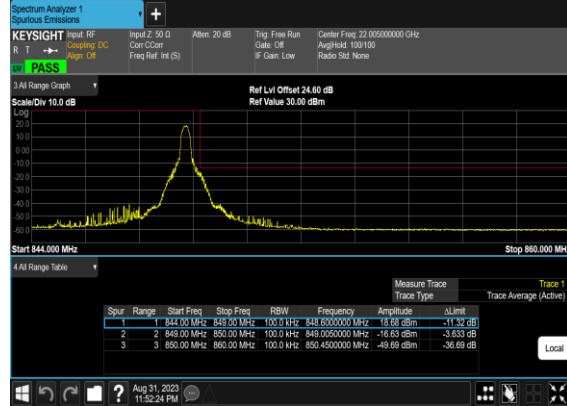 Spectrum Analyzer 1
Spurious Emissions
+
KEYSIGHT Input: RF Input Z: 50 Ω Atten: 20 dB Trig: Free Run Center Freq: 22.005000000 GHz
R T Coupling: DC Corr CCorr Gate: Off Avg|Hold: 100/100
Align: Off Freq Ref: Int (S) IF Gain: Low Radio Std: None
LW PASS
3 All Range Graph
Ref Lvl Offset 24.60 dB
Scale/Div 10.0 dB Ref Value 30.00 dBm
Log
20.0
10.0
0.00
-10.0
-20.0
-30.0
-40.0
-50.0
-60.0
Start 844.000 MHz Stop 860.000 MH
4 All Range Table
Measure Trace Trace 1
Trace Type Trace Average (Active)
Spur Range Start Freq Stop Freq RBW Frequency Amplitude ΔLimit
1 1 844.00 MHz 849.00 MHz 100.0 kHz 848.6000000 MHz 18.68 dBm -11.32 dB
2 2 849.00 MHz 850.00 MHz 100.0 kHz 849.0050000 MHz -16.63 dBm -3.633 dB
3 3 850.00 MHz 860.00 MHz 100.0 kHz 850.4500000 MHz -49.69 dBm -36.69 dB
Local
? Aug 31, 2023
11:52:24 PM